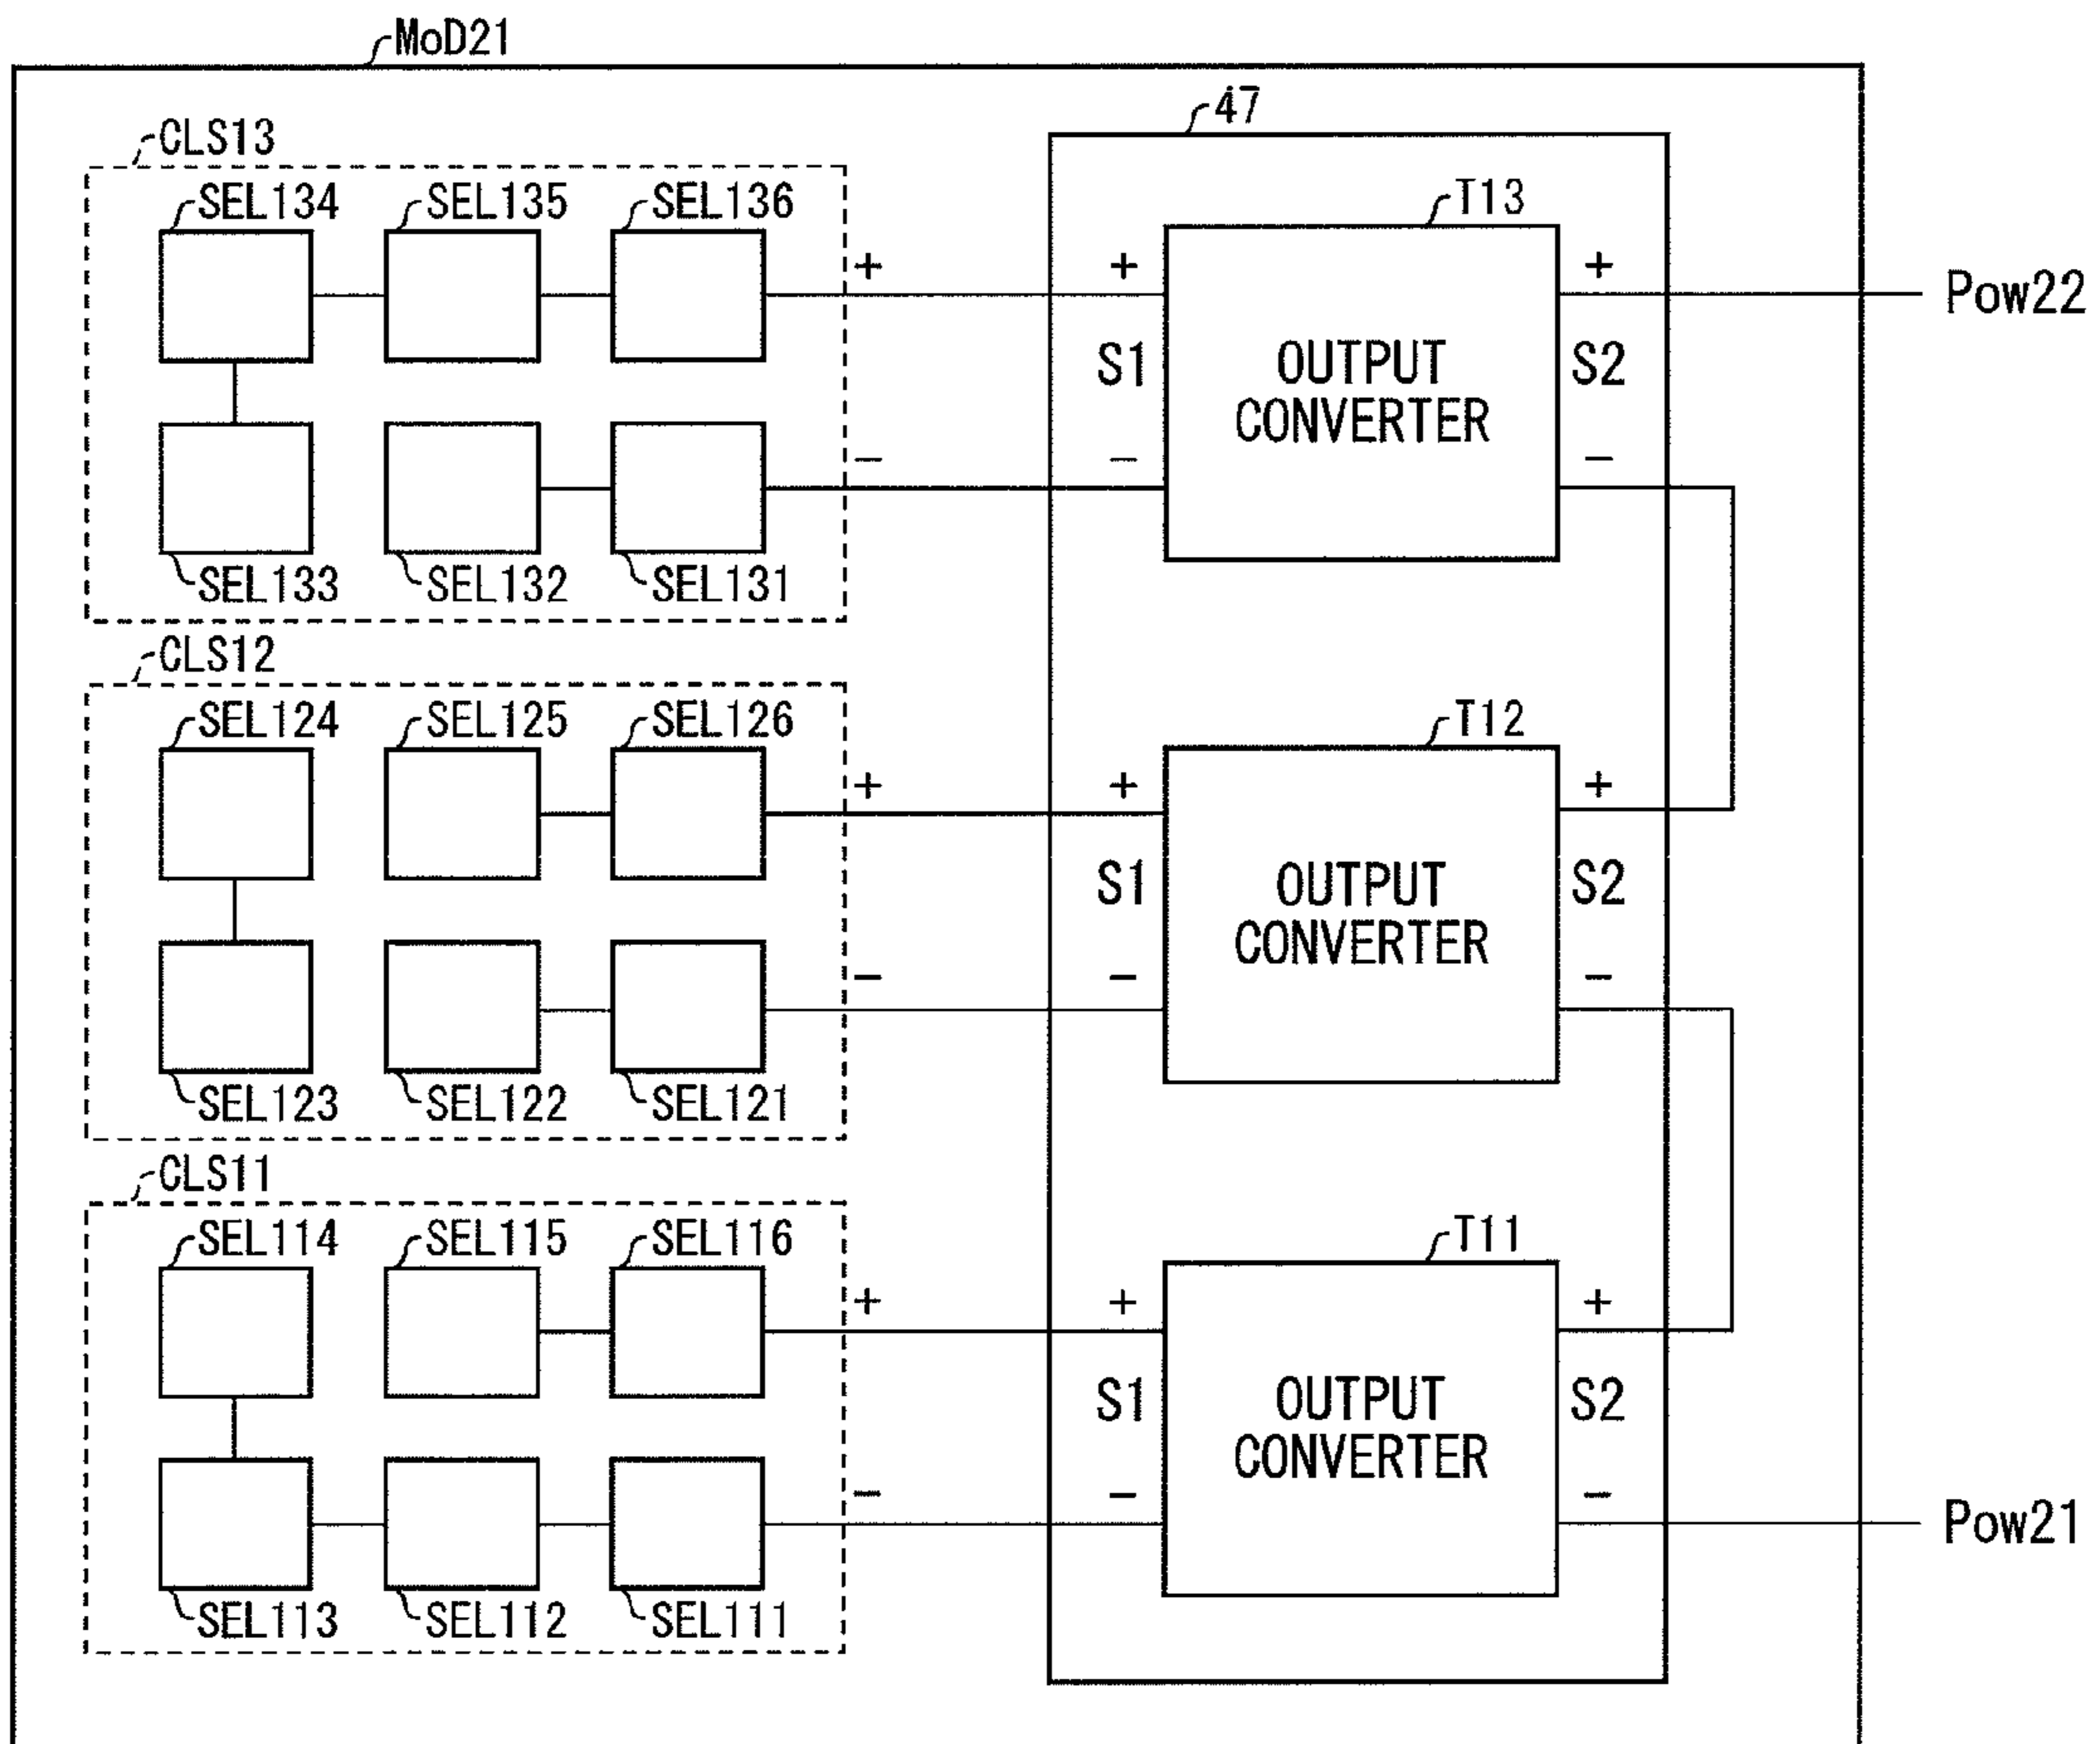 MoD21
47
CLS13
SEL134 SEL135 SEL136
T13
+ + +
Pow22
S1 OUTPUT CONVERTER S2
− − −
SEL133 SEL132 SEL131
CLS12
SEL124 SEL125 SEL126
T12
+ + +
S1 OUTPUT CONVERTER S2
− − −
SEL123 SEL122 SEL121
CLS11
SEL114 SEL115 SEL116
T11
+ + +
S1 OUTPUT CONVERTER S2
− − −
Pow21
SEL113 SEL112 SEL111